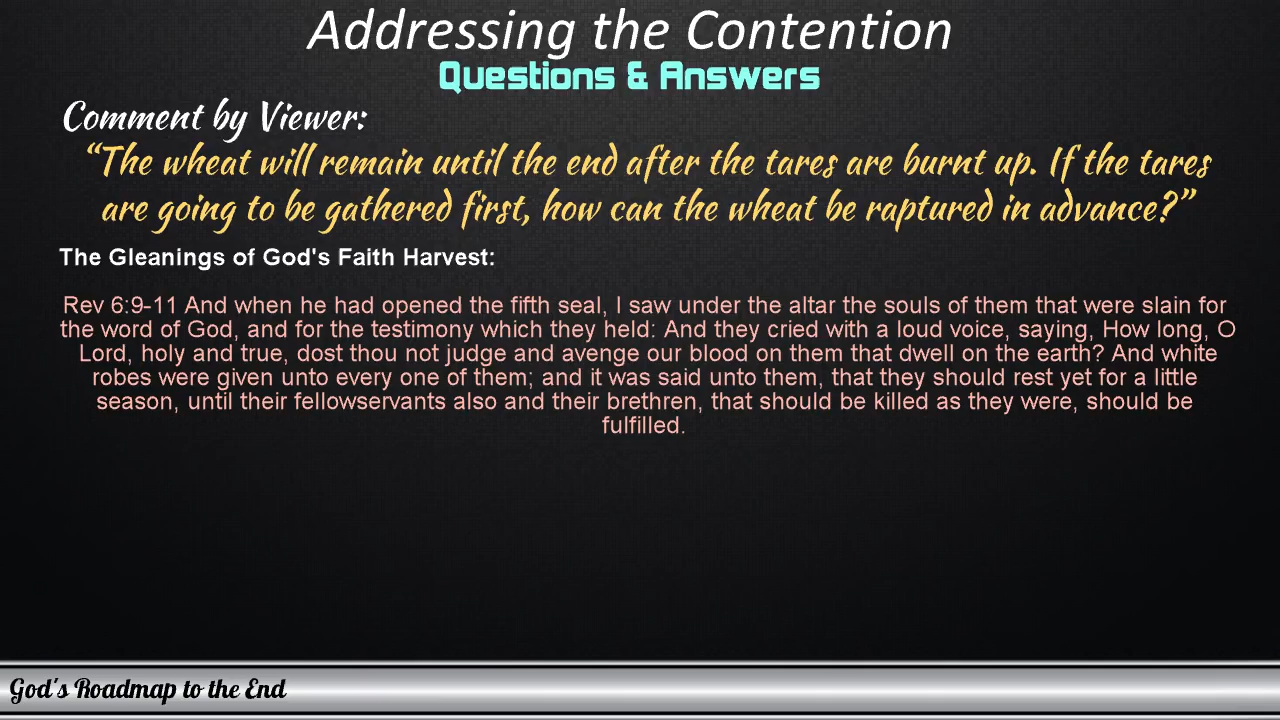 Addressing the Contention
Questions & Answers
Comment by Viewer:
“The wheat will remain until the end after the tares are burnt up. If the tares
are going to be gathered first, how can the wheat be raptured in advance?”
The Gleanings of God's Faith Harvest:
Rev 6:9-11 And when he had opened the fifth seal, I saw under the altar the souls of them that were slain for
the word of God, and for the testimony which they held: And they cried with a loud voice, saying, How long, O
Lord, holy and true, dost thou not judge and avenge our blood on them that dwell on the earth? And white
robes were given unto every one of them; and it was said unto them, that they should rest yet for a little
season, until their fellowservants also and their brethren, that should be killed as they were, should be
fulfilled.
God's Roadmap to the End